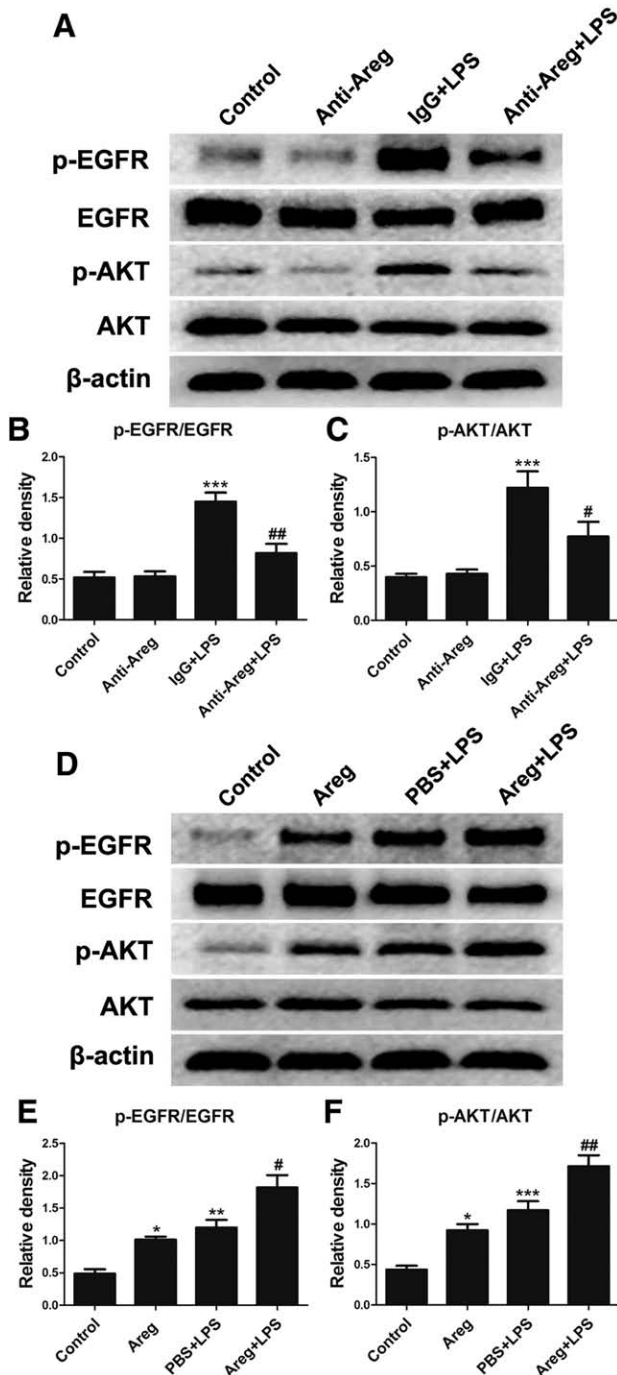 A
Control Anti-Areg IgG+LPS Anti-Areg+LPS
p-EGFR
EGFR
p-AKT
AKT
β-actin
B
p-EGFR/EGFR
Relative density
2.0
1.5
1.0
0.5
0.0
***
##
Control Anti-Areg IgG+LPS Anti-Areg+LPS
C
p-AKT/AKT
Relative density
1.5
1.0
0.5
0.0
***
#
Control Anti-Areg IgG+LPS Anti-Areg+LPS
D
Control Areg PBS+LPS Areg+LPS
p-EGFR
EGFR
p-AKT
AKT
β-actin
E
p-EGFR/EGFR
Relative density
2.5
2.0
1.5
1.0
0.5
0.0
*
**
#
Control Areg PBS+LPS Areg+LPS
F
p-AKT/AKT
Relative density
2.0
1.5
1.0
0.5
0.0
*
***
##
Control Areg PBS+LPS Areg+LPS